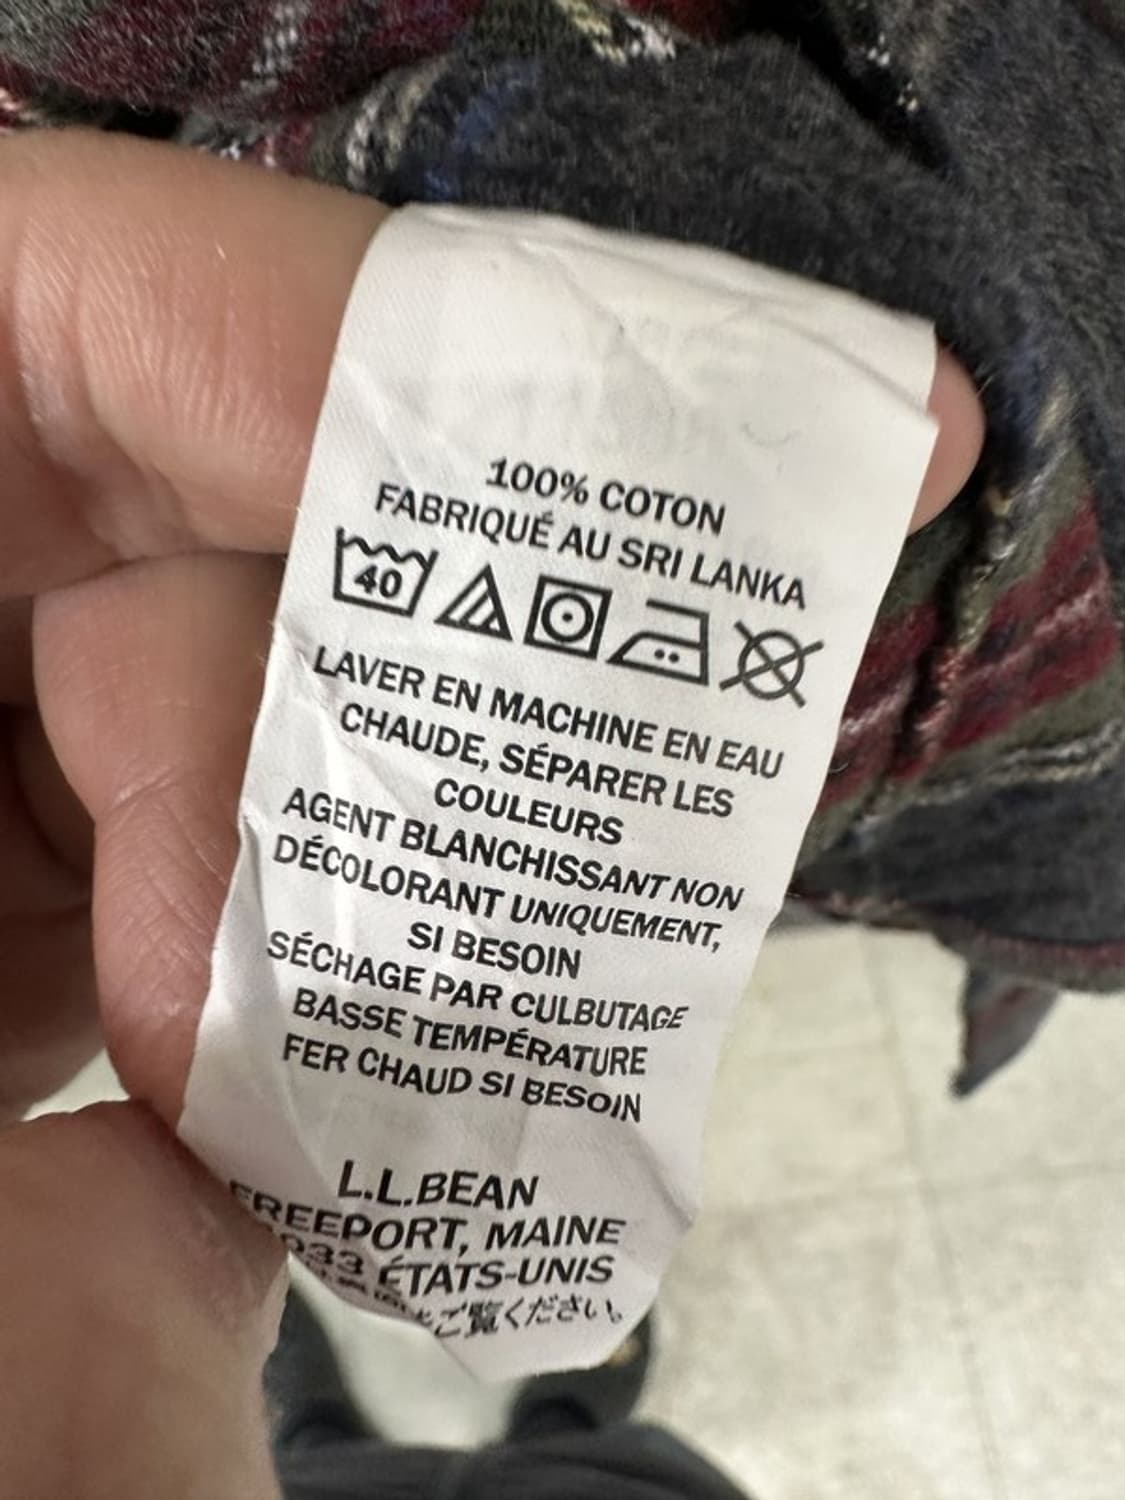 100% COTON
FABRIQUÉ AU SRI LANKA
40
LAVER EN MACHINE EN EAU
CHAUDE, SÉPARER LES
COULEURS
AGENT BLANCHISSANT NON
DÉCOLORANT UNIQUEMENT,
SI BESOIN
SÉCHAGE PAR CULBUTAGE
BASSE TEMPÉRATURE
FER CHAUD SI BESOIN
L.L.BEAN
FREEPORT, MAINE
033 ÉTATS-UNIS
ご覧ください。